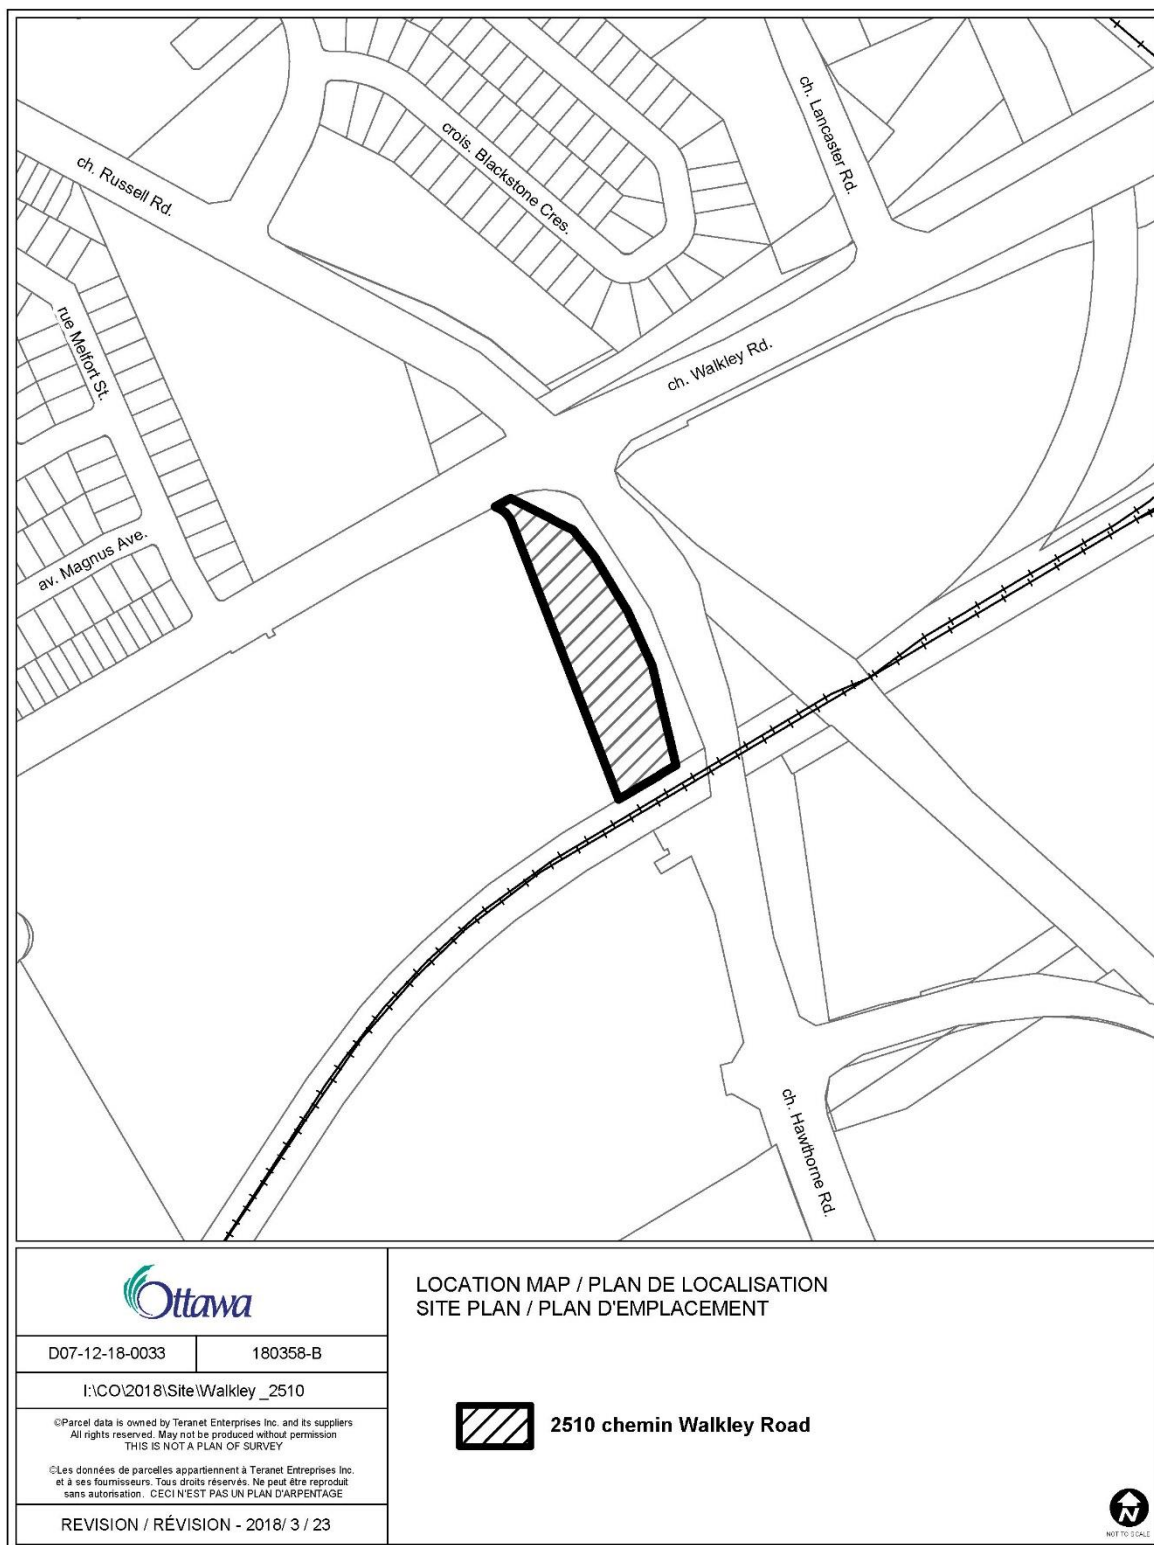 ch. Russell Rd.
crois. Blackstone Cres.
ch. Lancaster Rd.
rue Melfort St.
ch. Walkley Rd.
av. Magnus Ave.
ch. Hawthorne Rd.
Ottawa
D07-12-18-0033
180358-B
I:\CO\2018\Site\Walkley _2510
©Parcel data is owned by Teranet Enterprises Inc. and its suppliers
All rights reserved. May not be produced without permission
THIS IS NOT A PLAN OF SURVEY
©Les données de parcelles appartiennent à Teranet Entreprises Inc.
et à ses fournisseurs. Tous droits réservés. Ne peut être reproduit
sans autorisation. CECI N'EST PAS UN PLAN D'ARPENTAGE
REVISION / RÉVISION - 2018/ 3 / 23
LOCATION MAP / PLAN DE LOCALISATION
SITE PLAN / PLAN D'EMPLACEMENT
2510 chemin Walkley Road
N
NOT TO SCALE